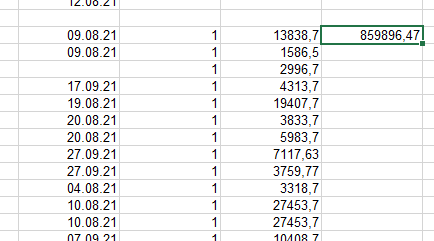 12.08.21
09.08.21 1 13838,7 859896,47
09.08.21 1 1586,5
1 2996,7
17.09.21 1 4313,7
19.08.21 1 19407,7
20.08.21 1 3833,7
20.08.21 1 5983,7
27.09.21 1 7117,63
27.09.21 1 3759,77
04.08.21 1 3318,7
10.08.21 1 27453,7
10.08.21 1 27453,7
07.09.21 1 10408,7